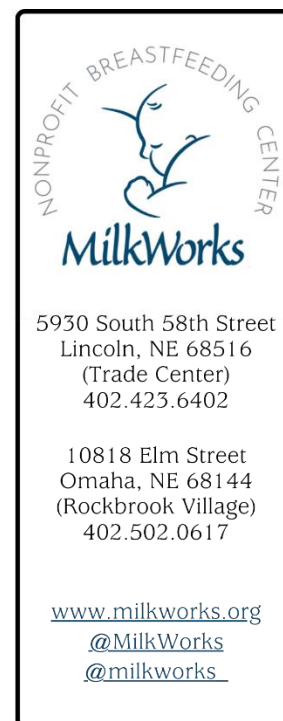 NONPROFIT BREASTFEEDING CENTER
MilkWorks
5930 South 58th Street
Lincoln, NE 68516
(Trade Center)
402.423.6402
10818 Elm Street
Omaha, NE 68144
(Rockbrook Village)
402.502.0617
www.milkworks.org
@MilkWorks
@milkworks_